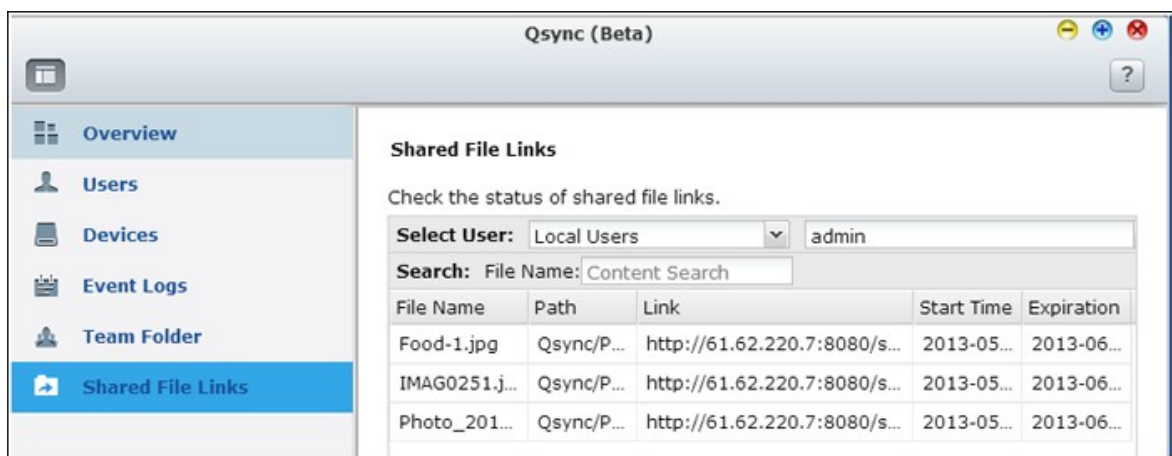 Qsync (Beta)
?
Overview
Users
Devices
Event Logs
Team Folder
Shared File Links
Shared File Links
Check the status of shared file links.
Select User: Local Users admin
Search: File Name: Content Search
File Name Path Link Start Time Expiration
Food-1.jpg Qsync/P... http://61.62.220.7:8080/s... 2013-05... 2013-06...
IMAG0251.j... Qsync/P... http://61.62.220.7:8080/s... 2013-05... 2013-06...
Photo_201... Qsync/P... http://61.62.220.7:8080/s... 2013-05... 2013-06...